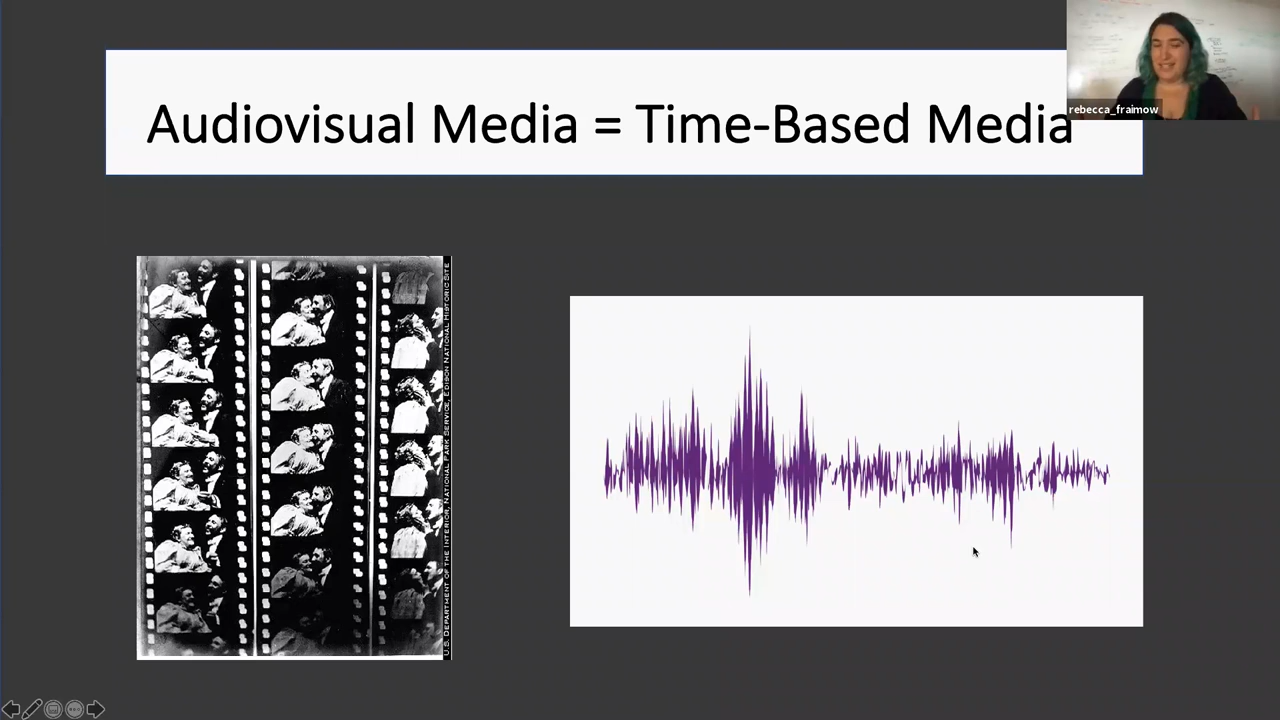 Audiovisual Media = Time-Based Media
rebecca_fraimow
U.S. DEPARTMENT OF THE INTERIOR, NATIONAL PARK SERVICE, EDISON NATIONAL HISTORIC SITE